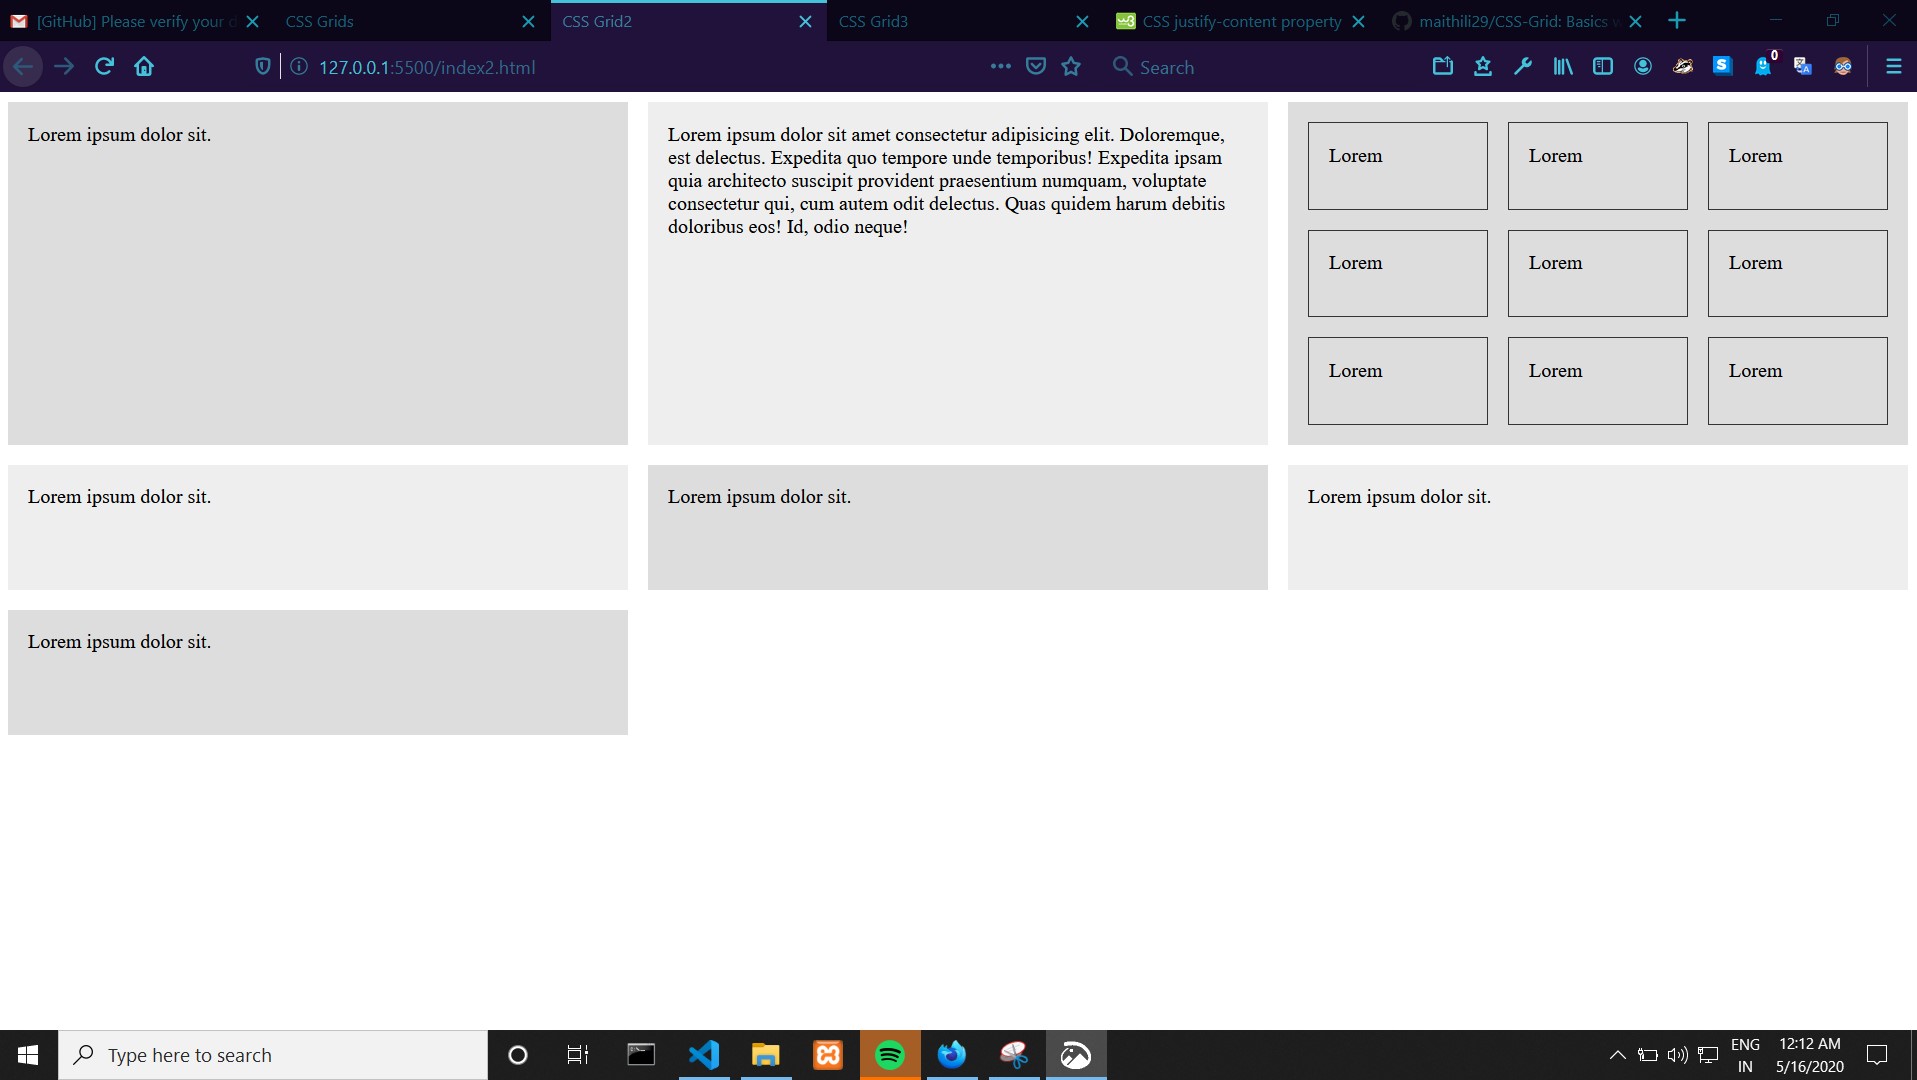 [GitHub] Please verify your d
CSS Grids
CSS Grid2
CSS Grid3
CSS justify-content property
maithili29/CSS-Grid: Basics w
127.0.0.1:5500/index2.html
Search
0
Lorem ipsum dolor sit.
Lorem ipsum dolor sit amet consectetur adipisicing elit. Doloremque,
est delectus. Expedita quo tempore unde temporibus! Expedita ipsam
quia architecto suscipit provident praesentium numquam, voluptate
consectetur qui, cum autem odit delectus. Quas quidem harum debitis
doloribus eos! Id, odio neque!
Lorem
Lorem
Lorem
Lorem
Lorem
Lorem
Lorem
Lorem
Lorem
Lorem ipsum dolor sit.
Lorem ipsum dolor sit.
Lorem ipsum dolor sit.
Lorem ipsum dolor sit.
Type here to search
ENG
IN
12:12 AM
5/16/2020